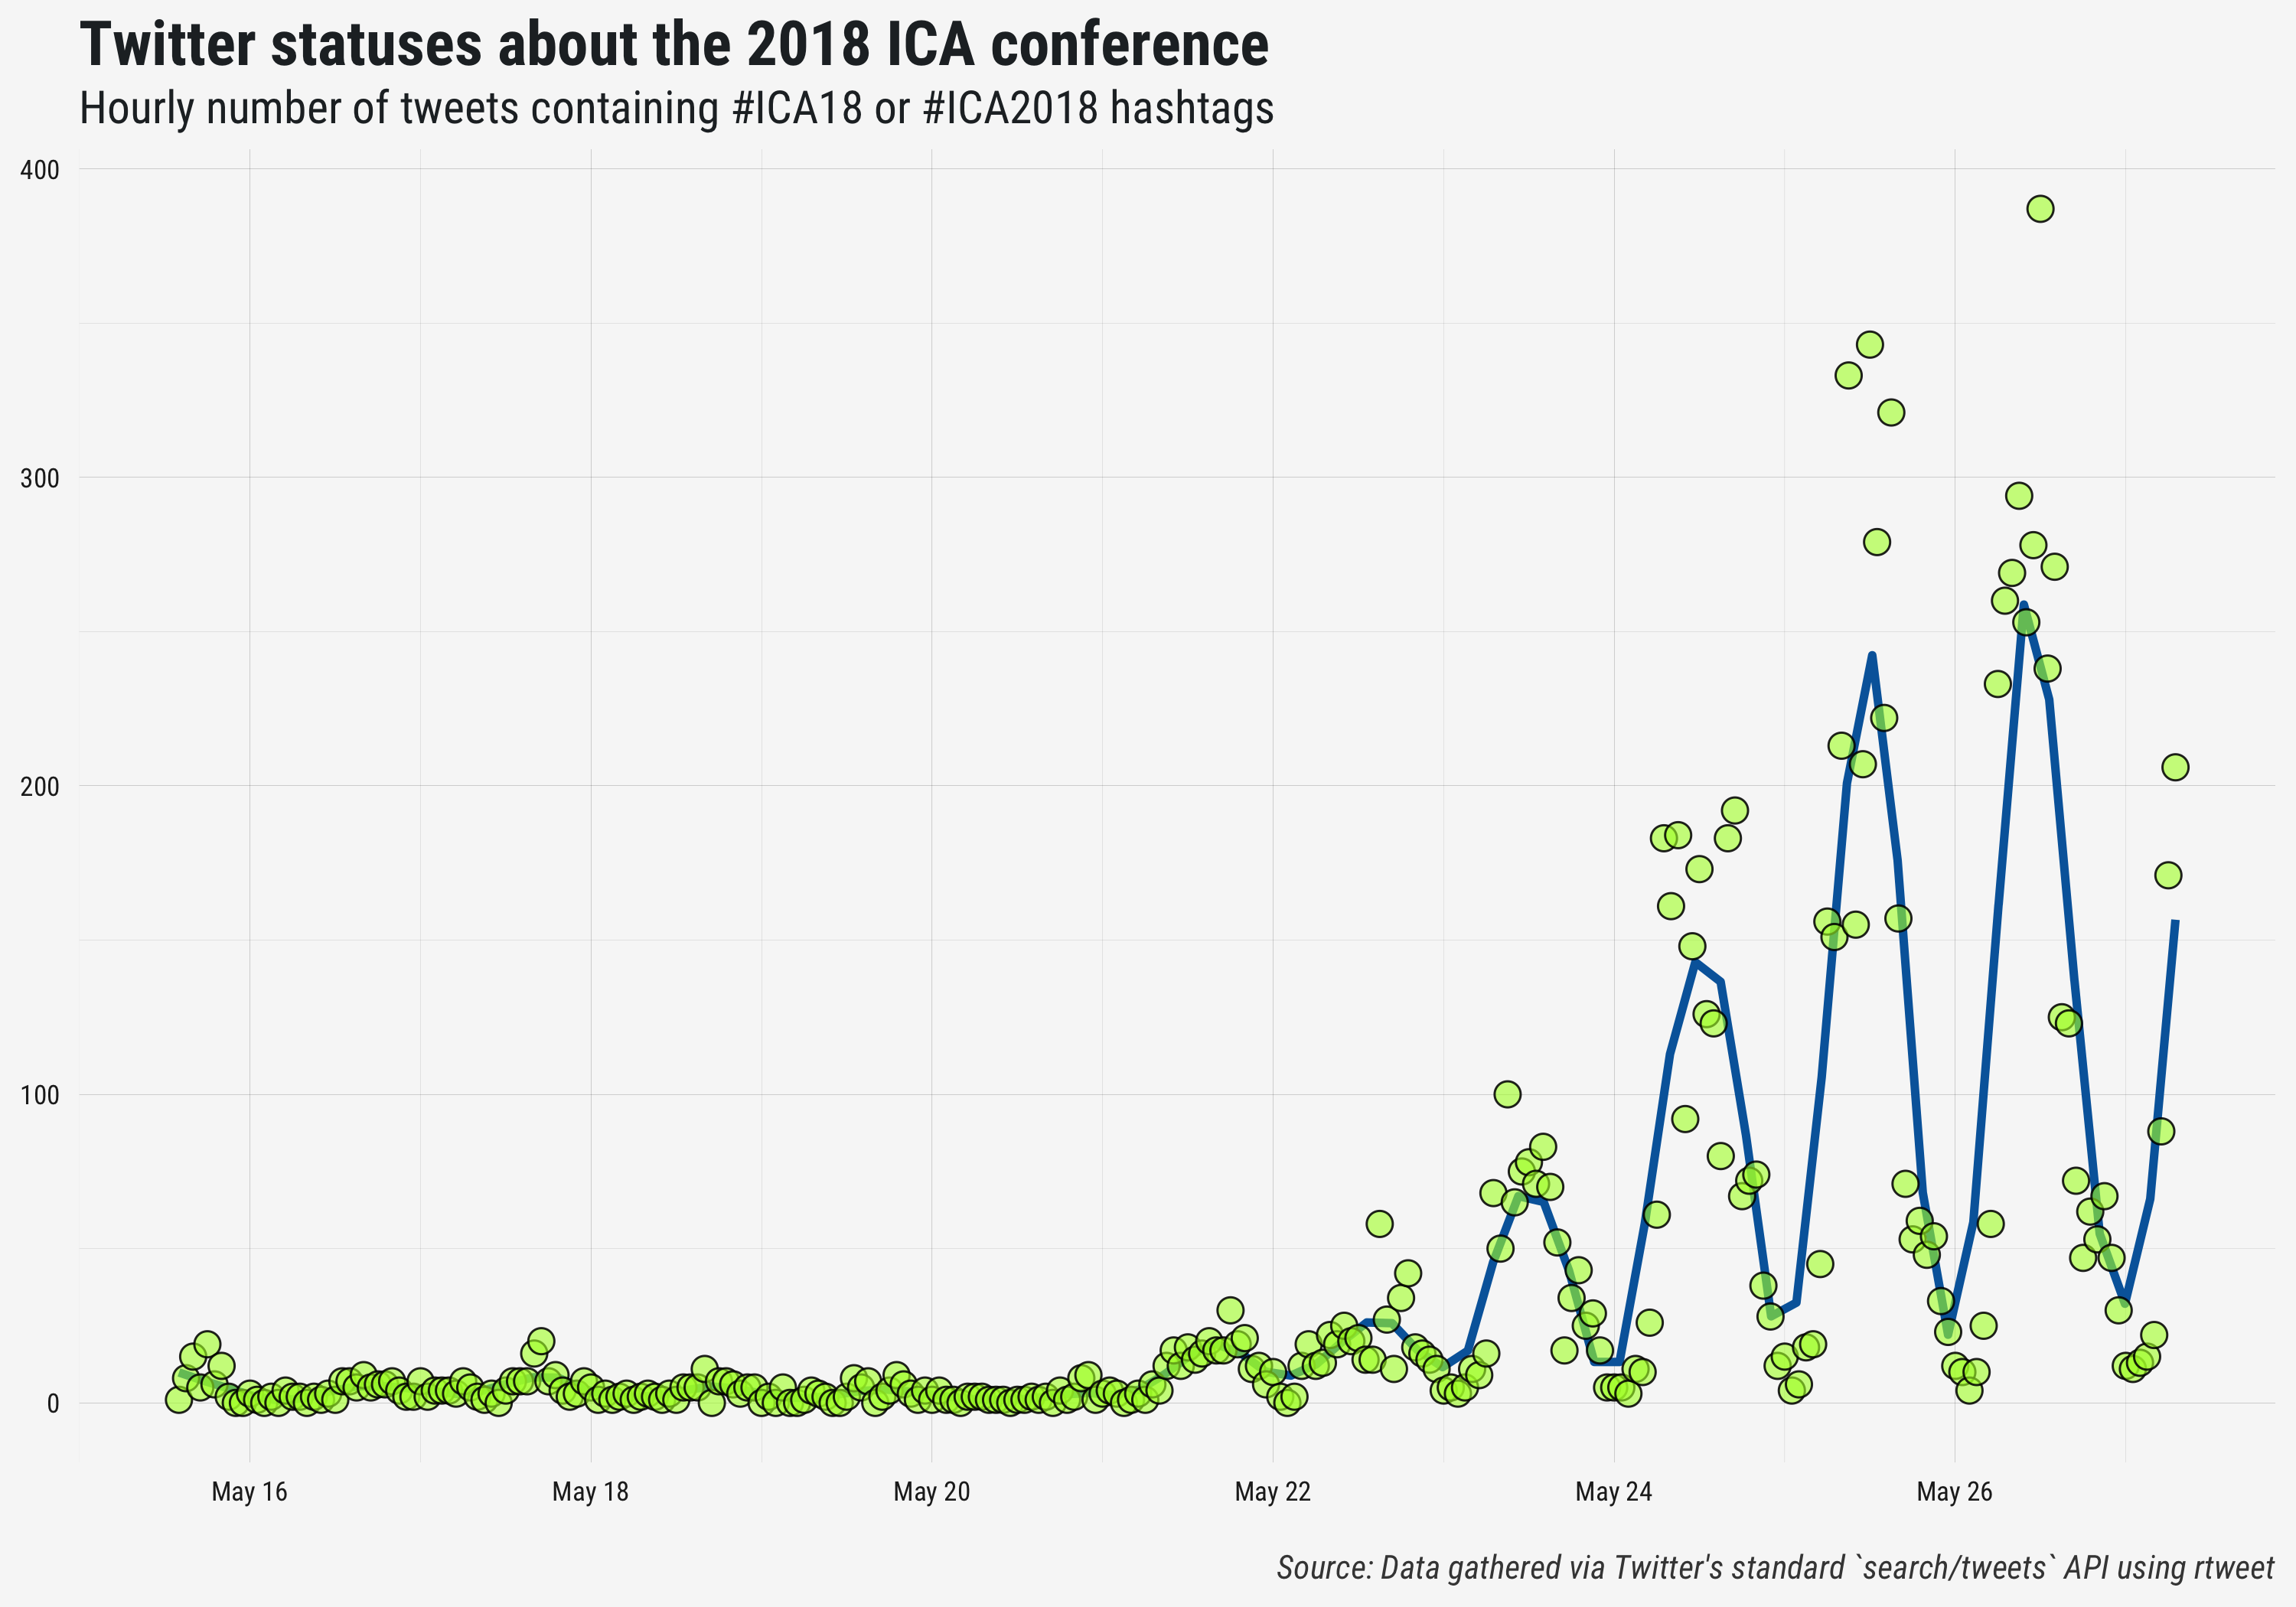 Twitter statuses about the 2018 ICA conference
Hourly number of tweets containing #ICA18 or #ICA2018 hashtags
400
300
200
100
0
May 16
May 18
May 20
May 22
May 24
May 26
Source: Data gathered via Twitter's standard `search/tweets` API using rtweet